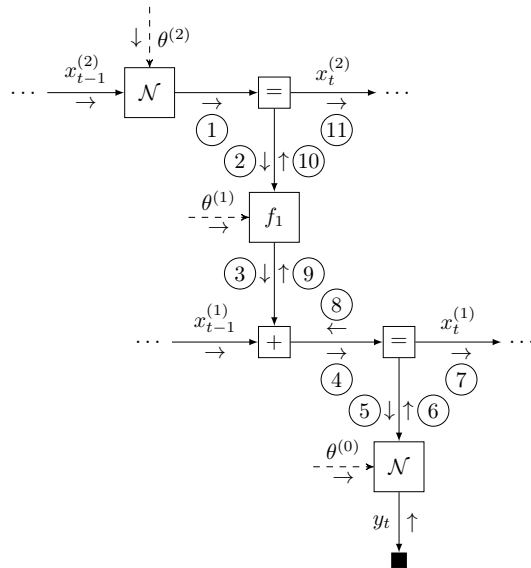 ↓ θ^{(2)}
⋯ x_{t-1}^{(2)} → 𝒩 → = x_t^{(2)} → ⋯
① ⑪
② ↓ ↑ ⑩
θ^{(1)} → f_1
③ ↓ ↑ ⑨
⑧
⋯ x_{t-1}^{(1)} → + ← → = x_t^{(1)} → ⋯
④ ⑦
⑤ ↓ ↑ ⑥
θ^{(0)} → 𝒩
y_t ↑